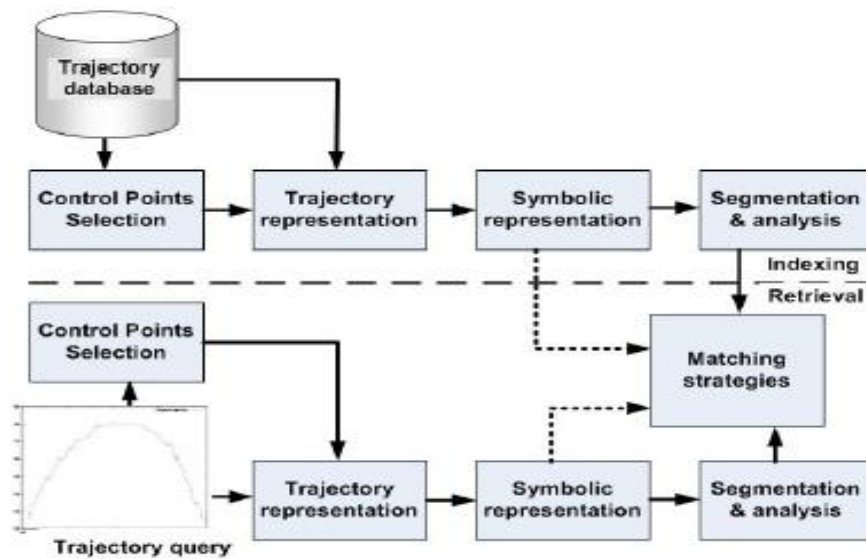 Trajectory
database
Control Points
Selection
Trajectory
representation
Symbolic
representation
Segmentation
& analysis
Indexing
Retrieval
Control Points
Selection
Matching
strategies
Trajectory
representation
Symbolic
representation
Segmentation
& analysis
Trajectory query